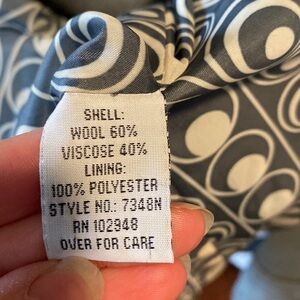 SHELL:
WOOL 60%
VISCOSE 40%
LINING:
100% POLYESTER
STYLE NO.: 7348N
RN 102948
OVER FOR CARE